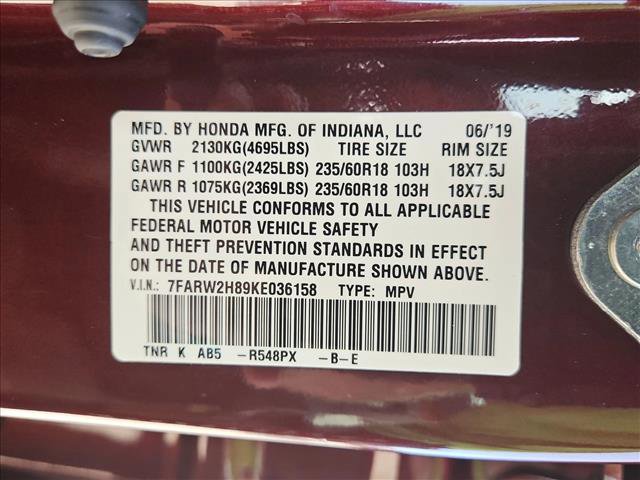 MFD. BY HONDA MFG. OF INDIANA, LLC 06/'19
GVWR 2130KG(4695LBS) TIRE SIZE RIM SIZE
GAWR F 1100KG(2425LBS) 235/60R18 103H 18X7.5J
GAWR R 1075KG(2369LBS) 235/60R18 103H 18X7.5J
THIS VEHICLE CONFORMS TO ALL APPLICABLE
FEDERAL MOTOR VEHICLE SAFETY
AND THEFT PREVENTION STANDARDS IN EFFECT
ON THE DATE OF MANUFACTURE SHOWN ABOVE.
V.I.N.: 7FARW2H89KE036158 TYPE: MPV
TNR K AB5 -R548PX -B-E